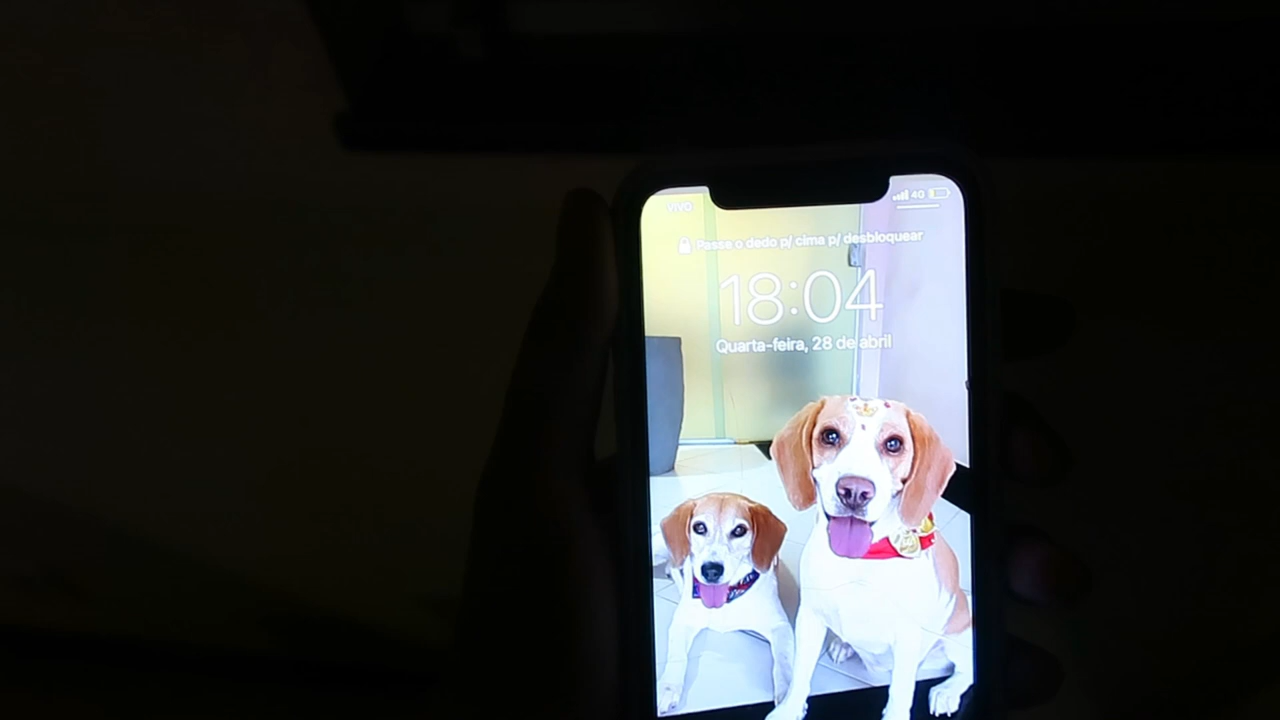 VIVO
4G
Passe o dedo p/ cima p/ desbloquear
18:04
Quarta-feira, 28 de abril